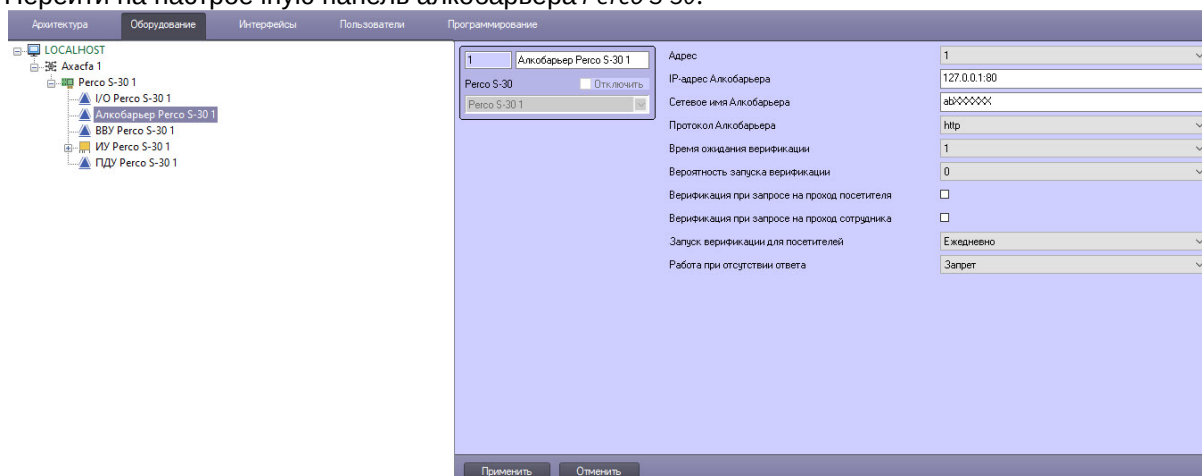 Перейти на настроечную панель алкобарьера Perco S-30.
Архитектура Оборудование Интерфейсы Пользователи Программирование
LOCALHOST
Axacfa 1
Perco S-30 1
I/O Perco S-30 1
Алкобарьер Perco S-30 1
ВВУ Perco S-30 1
ИУ Perco S-30 1
ПДУ Perco S-30 1
1 Алкобарьер Perco S-30 1
Perco S-30 Отключить
Perco S-30 1
Адрес 1
IP-адрес Алкобарьера 127.0.0.1:80
Сетевое имя Алкобарьера abXXXXXX
Протокол Алкобарьера http
Время ожидания верификации 1
Вероятность запуска верификации 0
Верификация при запросе на проход посетителя
Верификация при запросе на проход сотрудника
Запуск верификации для посетителей Ежедневно
Работа при отсутствии ответа Запрет
Применить Отменить